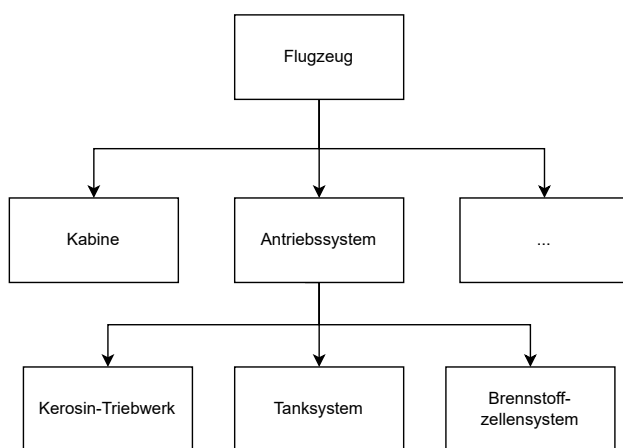 Flugzeug
Kabine
Antriebssystem
...
Kerosin-Triebwerk
Tanksystem
Brennstoff-
zellensystem